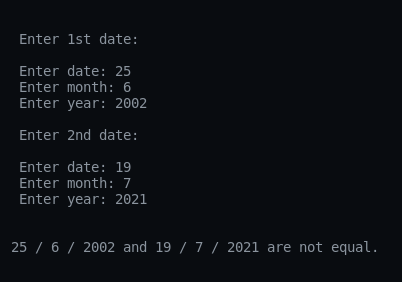 Enter 1st date:
Enter date: 25
Enter month: 6
Enter year: 2002
Enter 2nd date:
Enter date: 19
Enter month: 7
Enter year: 2021
25 / 6 / 2002 and 19 / 7 / 2021 are not equal.